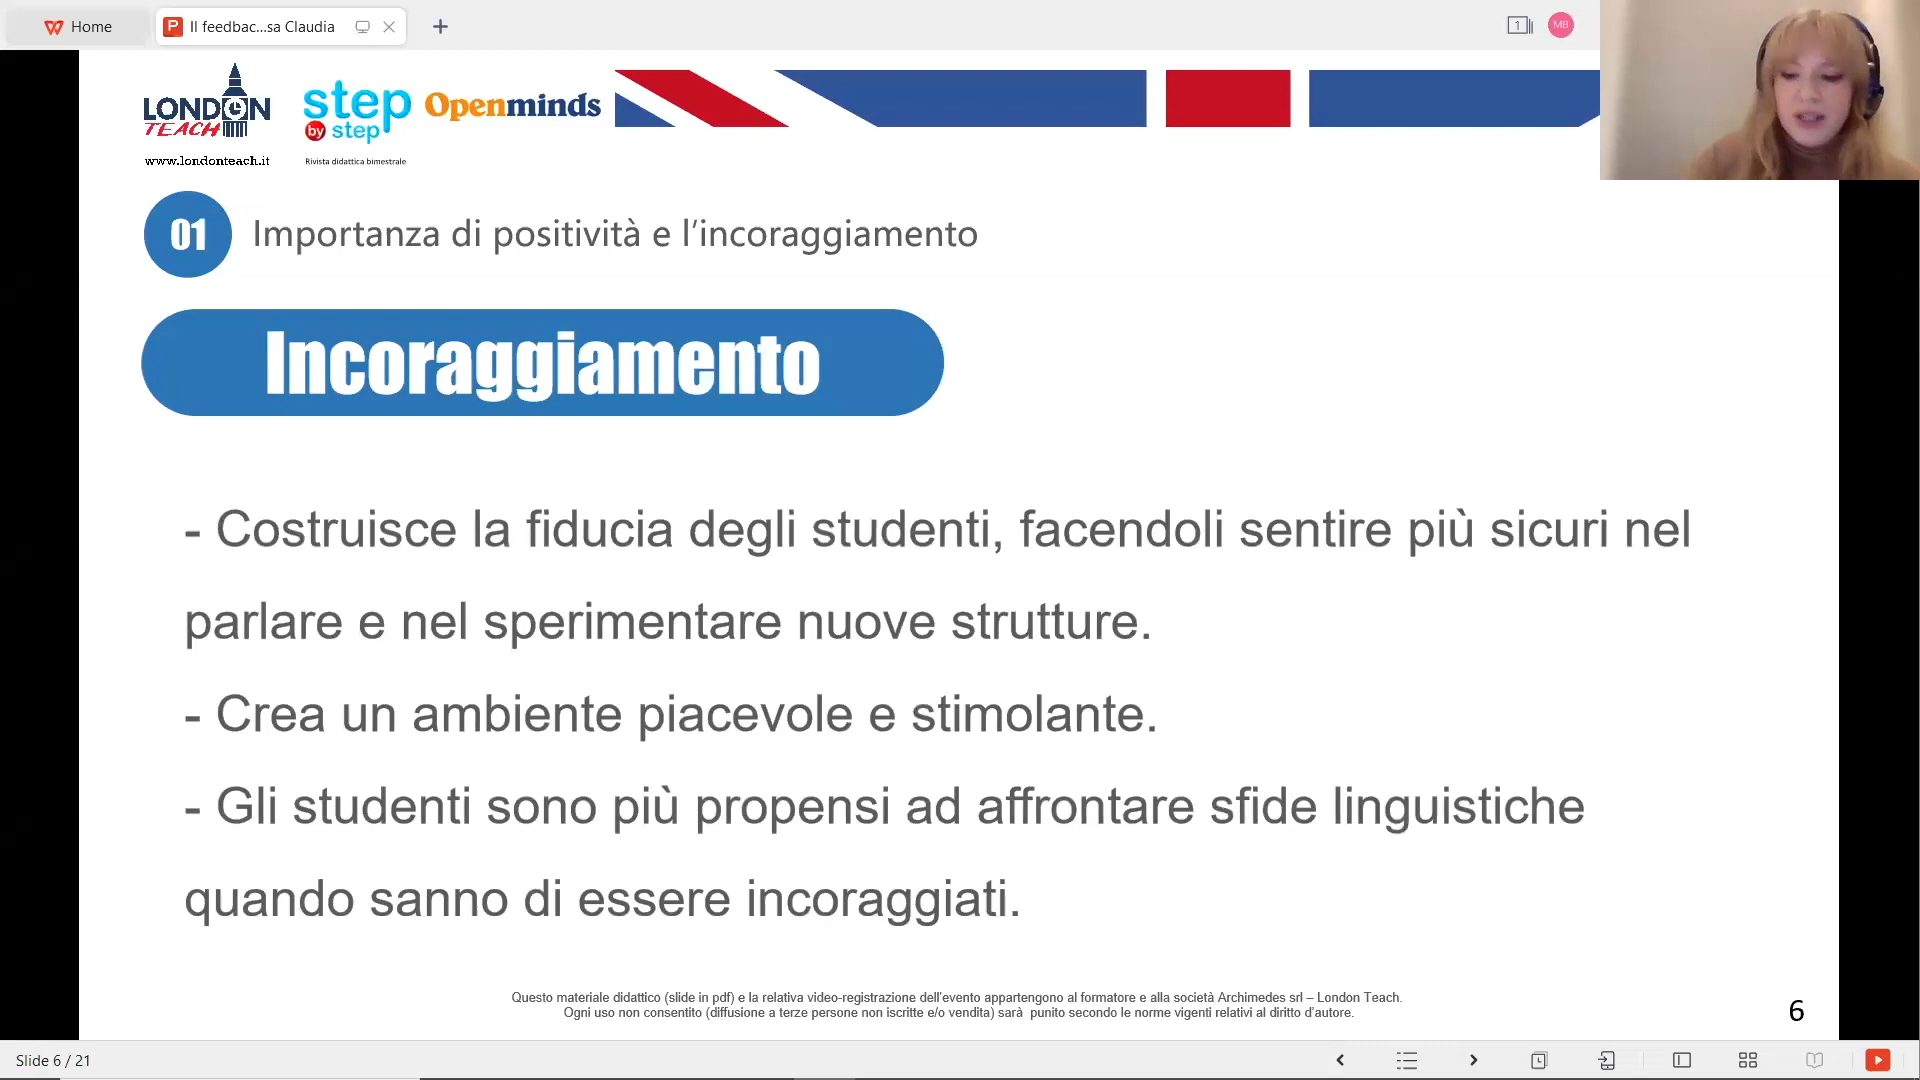 Home
Il feedbac...sa Claudia
1
MB
LONDON
TEACH
www.londonteach.it
step
by step
Rivista didattica bimestrale
Openminds
01
Importanza di positività e l’incoraggiamento
Incoraggiamento
- Costruisce la fiducia degli studenti, facendoli sentire più sicuri nel
parlare e nel sperimentare nuove strutture.
- Crea un ambiente piacevole e stimolante.
- Gli studenti sono più propensi ad affrontare sfide linguistiche
quando sanno di essere incoraggiati.
Questo materiale didattico (slide in pdf) e la relativa video-registrazione dell’evento appartengono al formatore e alla società Archimedes srl – London Teach.
Ogni uso non consentito (diffusione a terze persone non iscritte e/o vendita) sarà punito secondo le norme vigenti relativi al diritto d’autore.
6
Slide 6 / 21